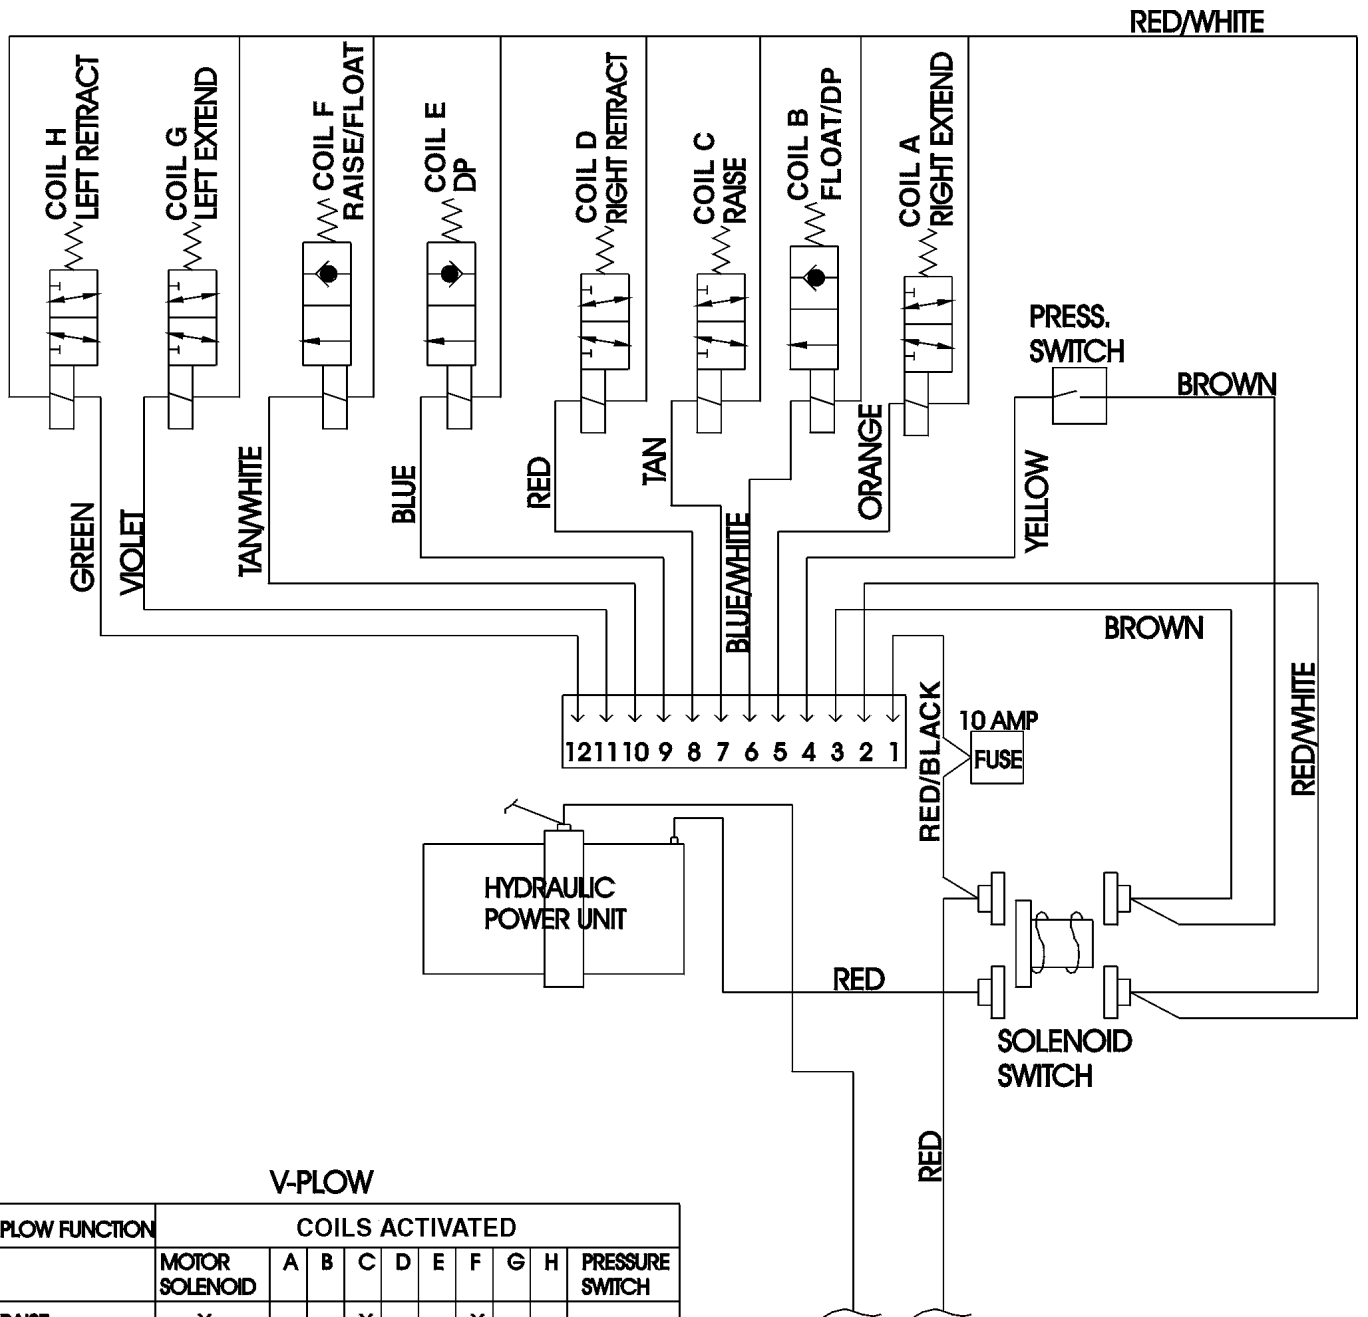 RED/WHITE
COIL H
LEFT RETRACT
COIL G
LEFT EXTEND
COIL F
RAISE/FLOAT
COIL E
DP
COIL D
RIGHT RETRACT
COIL C
RAISE
COIL B
FLOAT/DP
COIL A
RIGHT EXTEND
PRESS.
SWITCH
BROWN
GREEN
VIOLET
TAN/WHITE
BLUE
RED
TAN
BLUE/WHITE
ORANGE
YELLOW
BROWN
RED/WHITE
RED/BLACK
10 AMP
FUSE
12 11 10 9 8 7 6 5 4 3 2 1
HYDRAULIC
POWER UNIT
RED
SOLENOID
SWITCH
RED
V-PLOW
PLOW FUNCTION COILS ACTIVATED
MOTOR
SOLENOID A B C D E F G H PRESSURE
SWITCH
RAISE X X X